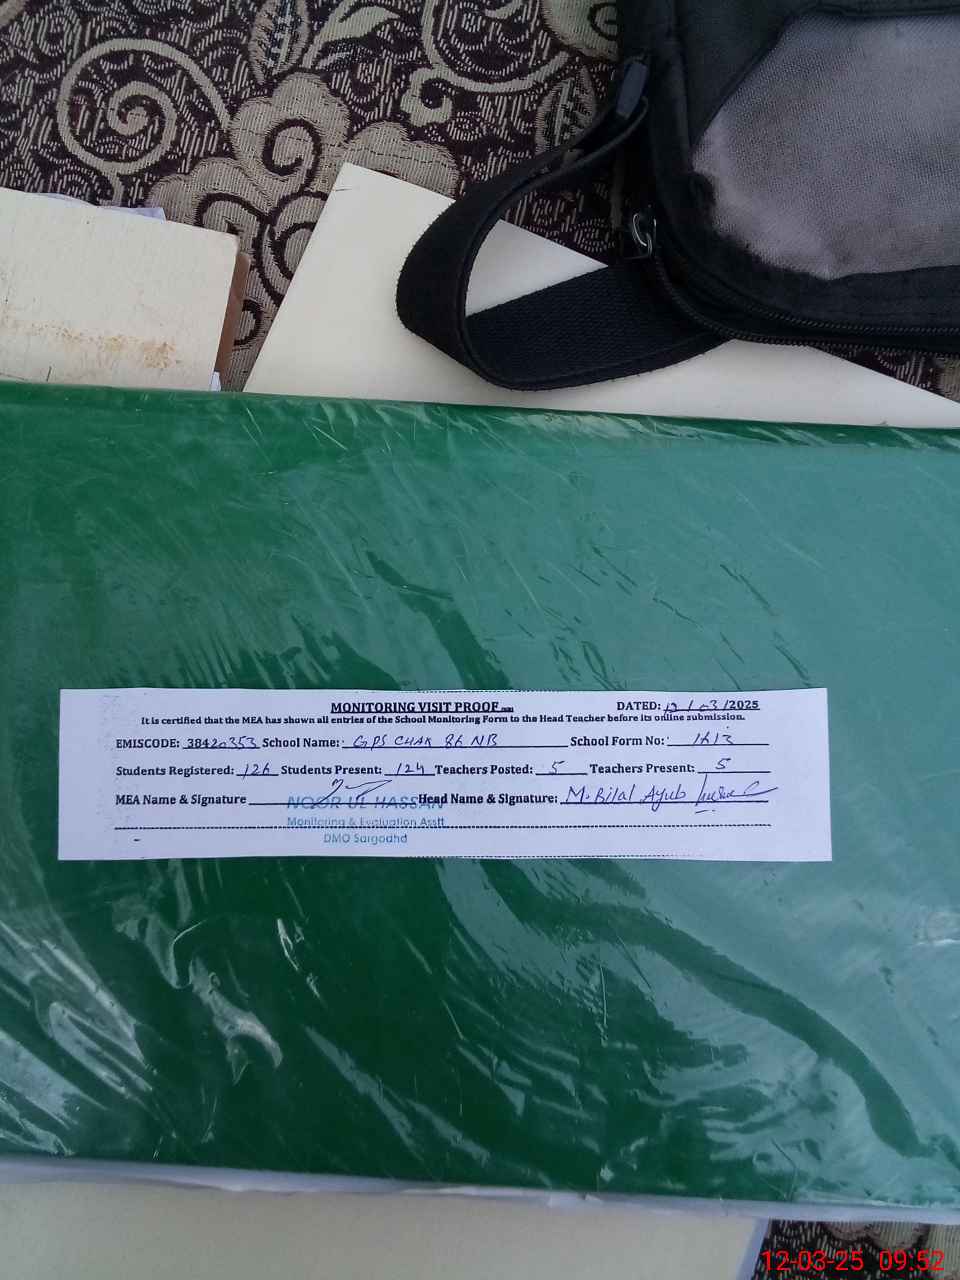 MONITORING VISIT PROOF
DATED: 12/03/2025
It is certified that the MEA has shown all entries of the School Monitoring Form to the Head Teacher before its online submission.
EMISCODE: 38420353 School Name: GPS CHAK 86 NB School Form No:
Students Registered: 126 Students Present: 124 Teachers Posted: 5 Teachers Present: 5
MEA Name & Signature NOOR UL HASSAN Head Name & Signature: M. Bilal Ayub
Monitoring & Evaluation Asstt
DMO Sargodha
12-03-25 09:52